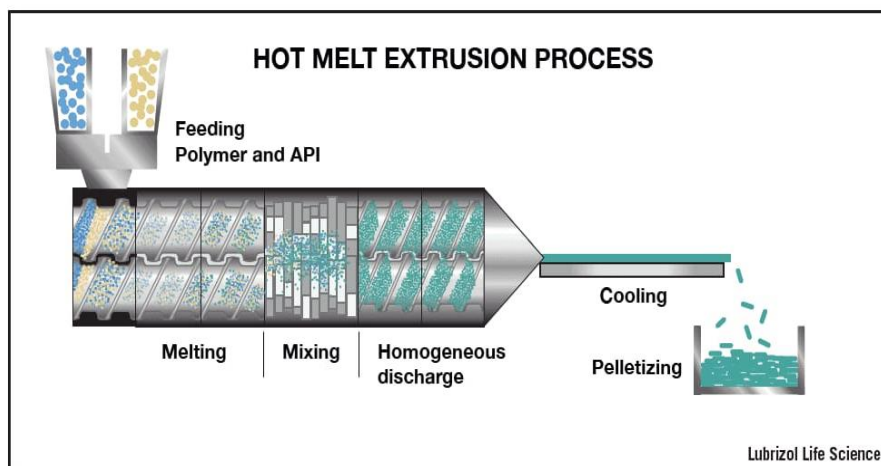 HOT MELT EXTRUSION PROCESS
Feeding
Polymer and API
Melting
Mixing
Homogeneous
discharge
Cooling
Pelletizing
Lubrizol Life Science